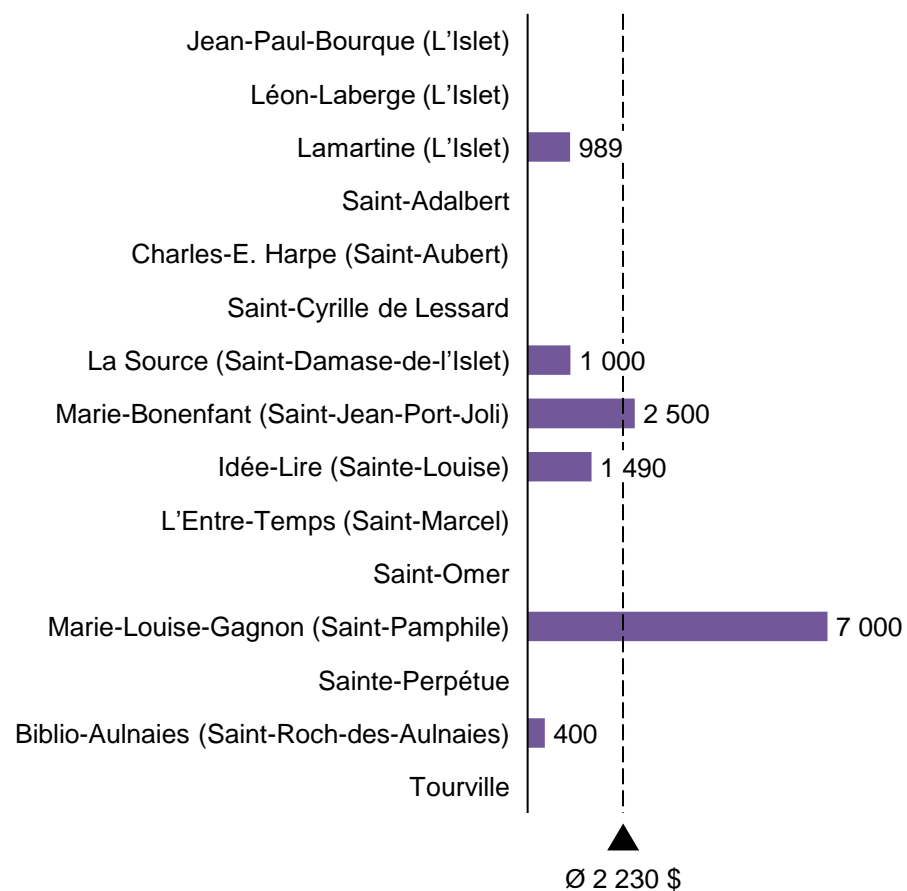 Jean-Paul-Bourque (L'Islet)
Léon-Laberge (L'Islet)
Lamartine (L'Islet) 989
Saint-Adalbert
Charles-E. Harpe (Saint-Aubert)
Saint-Cyrille de Lessard
La Source (Saint-Damase-de-l'Islet) 1 000
Marie-Bonenfant (Saint-Jean-Port-Joli) 2 500
Idée-Lire (Sainte-Louise) 1 490
L'Entre-Temps (Saint-Marcel)
Saint-Omer
Marie-Louise-Gagnon (Saint-Pamphile) 7 000
Sainte-Perpétue
Biblio-Aulnaies (Saint-Roch-des-Aulnaies) 400
Tourville
Ø 2 230 $